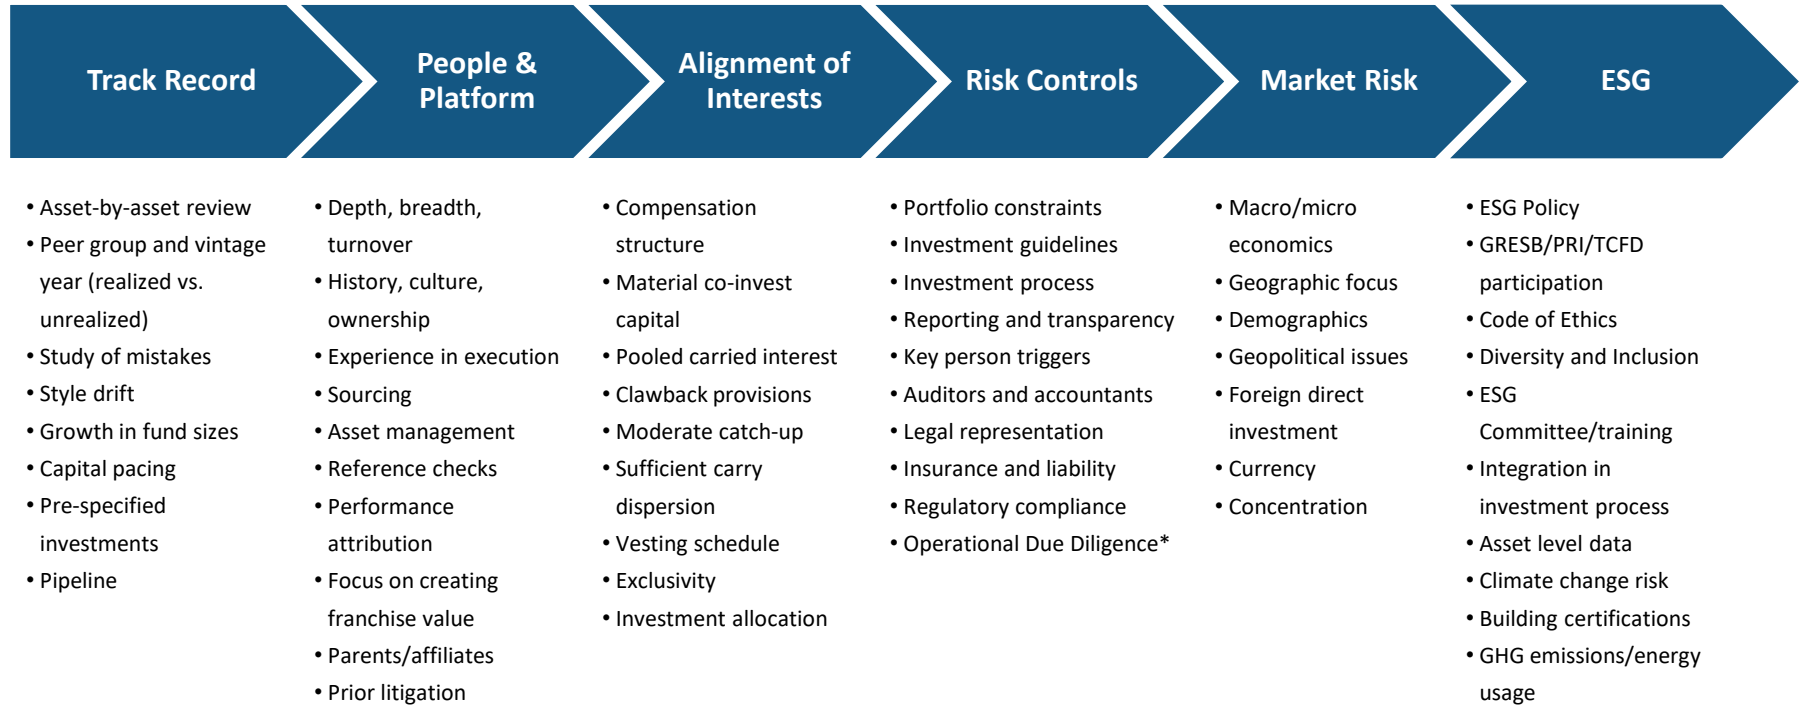 Track Record
People &
Platform
Alignment of
Interests
Risk Controls
Market Risk
ESG
• Asset-by-asset review
• Peer group and vintage
year (realized vs.
unrealized)
• Study of mistakes
• Style drift
• Growth in fund sizes
• Capital pacing
• Pre-specified
investments
• Pipeline
• Depth, breadth,
turnover
• History, culture,
ownership
• Experience in execution
• Sourcing
• Asset management
• Reference checks
• Performance
attribution
• Focus on creating
franchise value
• Parents/affiliates
• Prior litigation
• Compensation
structure
• Material co-invest
capital
• Pooled carried interest
• Clawback provisions
• Moderate catch-up
• Sufficient carry
dispersion
• Vesting schedule
• Exclusivity
• Investment allocation
• Portfolio constraints
• Investment guidelines
• Investment process
• Reporting and transparency
• Key person triggers
• Auditors and accountants
• Legal representation
• Insurance and liability
• Regulatory compliance
• Operational Due Diligence*
• Macro/micro
economics
• Geographic focus
• Demographics
• Geopolitical issues
• Foreign direct
investment
• Currency
• Concentration
• ESG Policy
• GRESB/PRI/TCFD
participation
• Code of Ethics
• Diversity and Inclusion
• ESG
Committee/training
• Integration in
investment process
• Asset level data
• Climate change risk
• Building certifications
• GHG emissions/energy
usage